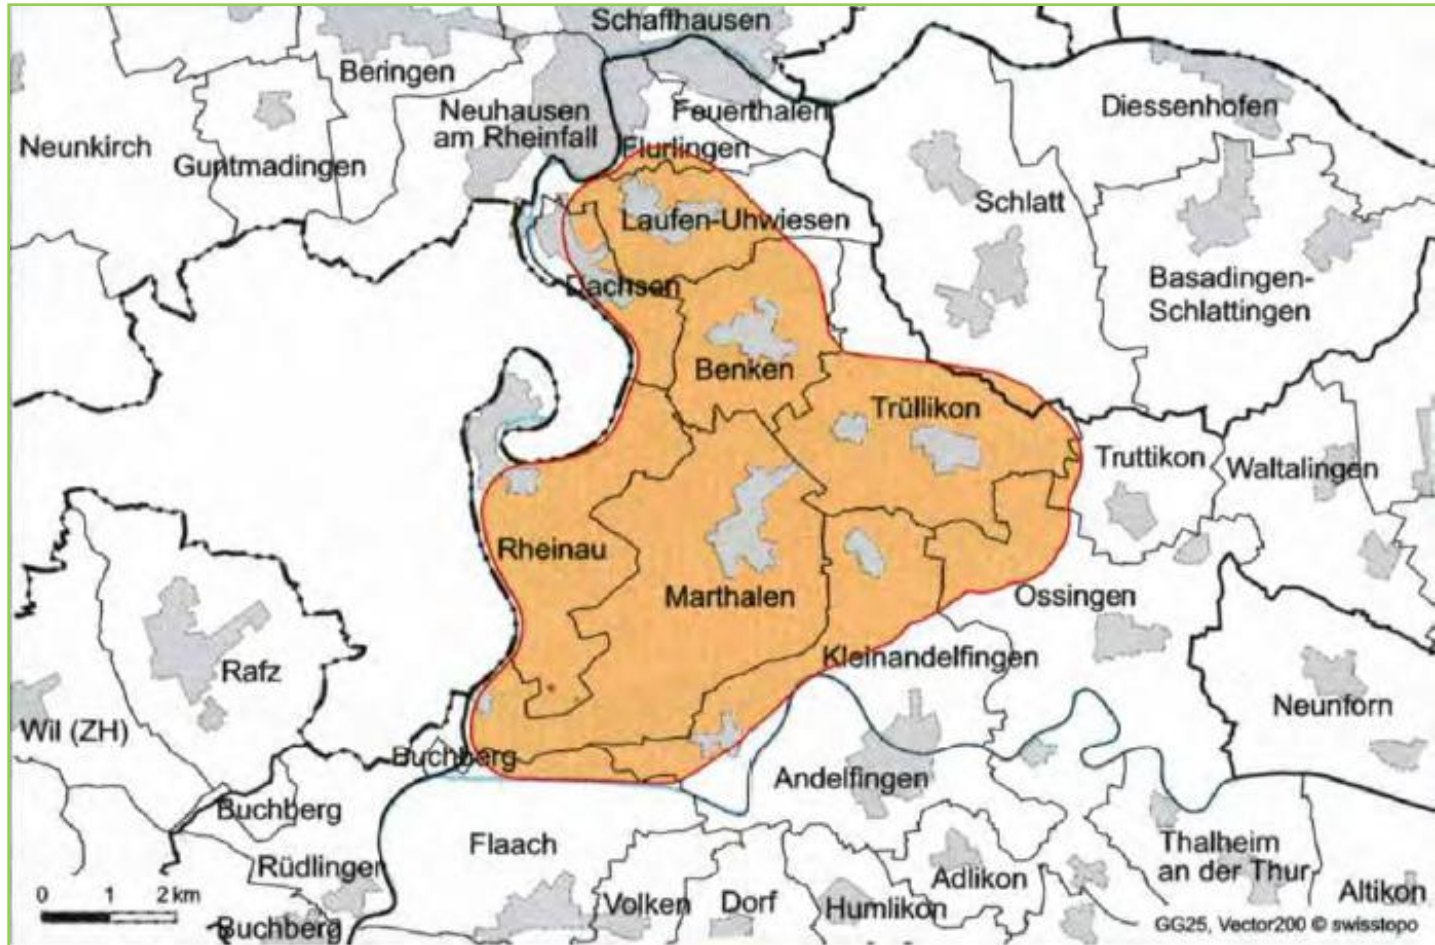 Schaffhausen
Beringen
Neuhausen
am Rheinfall
Feuerthalen
Diessenhofen
Neunkirch
Guntmadingen
Flurlingen
Schlatt
Laufen-Uhwiesen
Dachsen
Basadingen-
Schlattingen
Benken
Trüllikon
Truttikon
Waltalingen
Rheinau
Marthalen
Ossingen
Kleinandelfingen
Rafz
Neunforn
Wil (ZH)
Buchberg
Andelfingen
Buchberg
Flaach
Rüdlingen
Thalheim
an der Thur
Adlikon
Altikon
0 1 2 km
Volken
Dorf
Humlikon
Buchberg
GG25, Vector200 © swisstopo